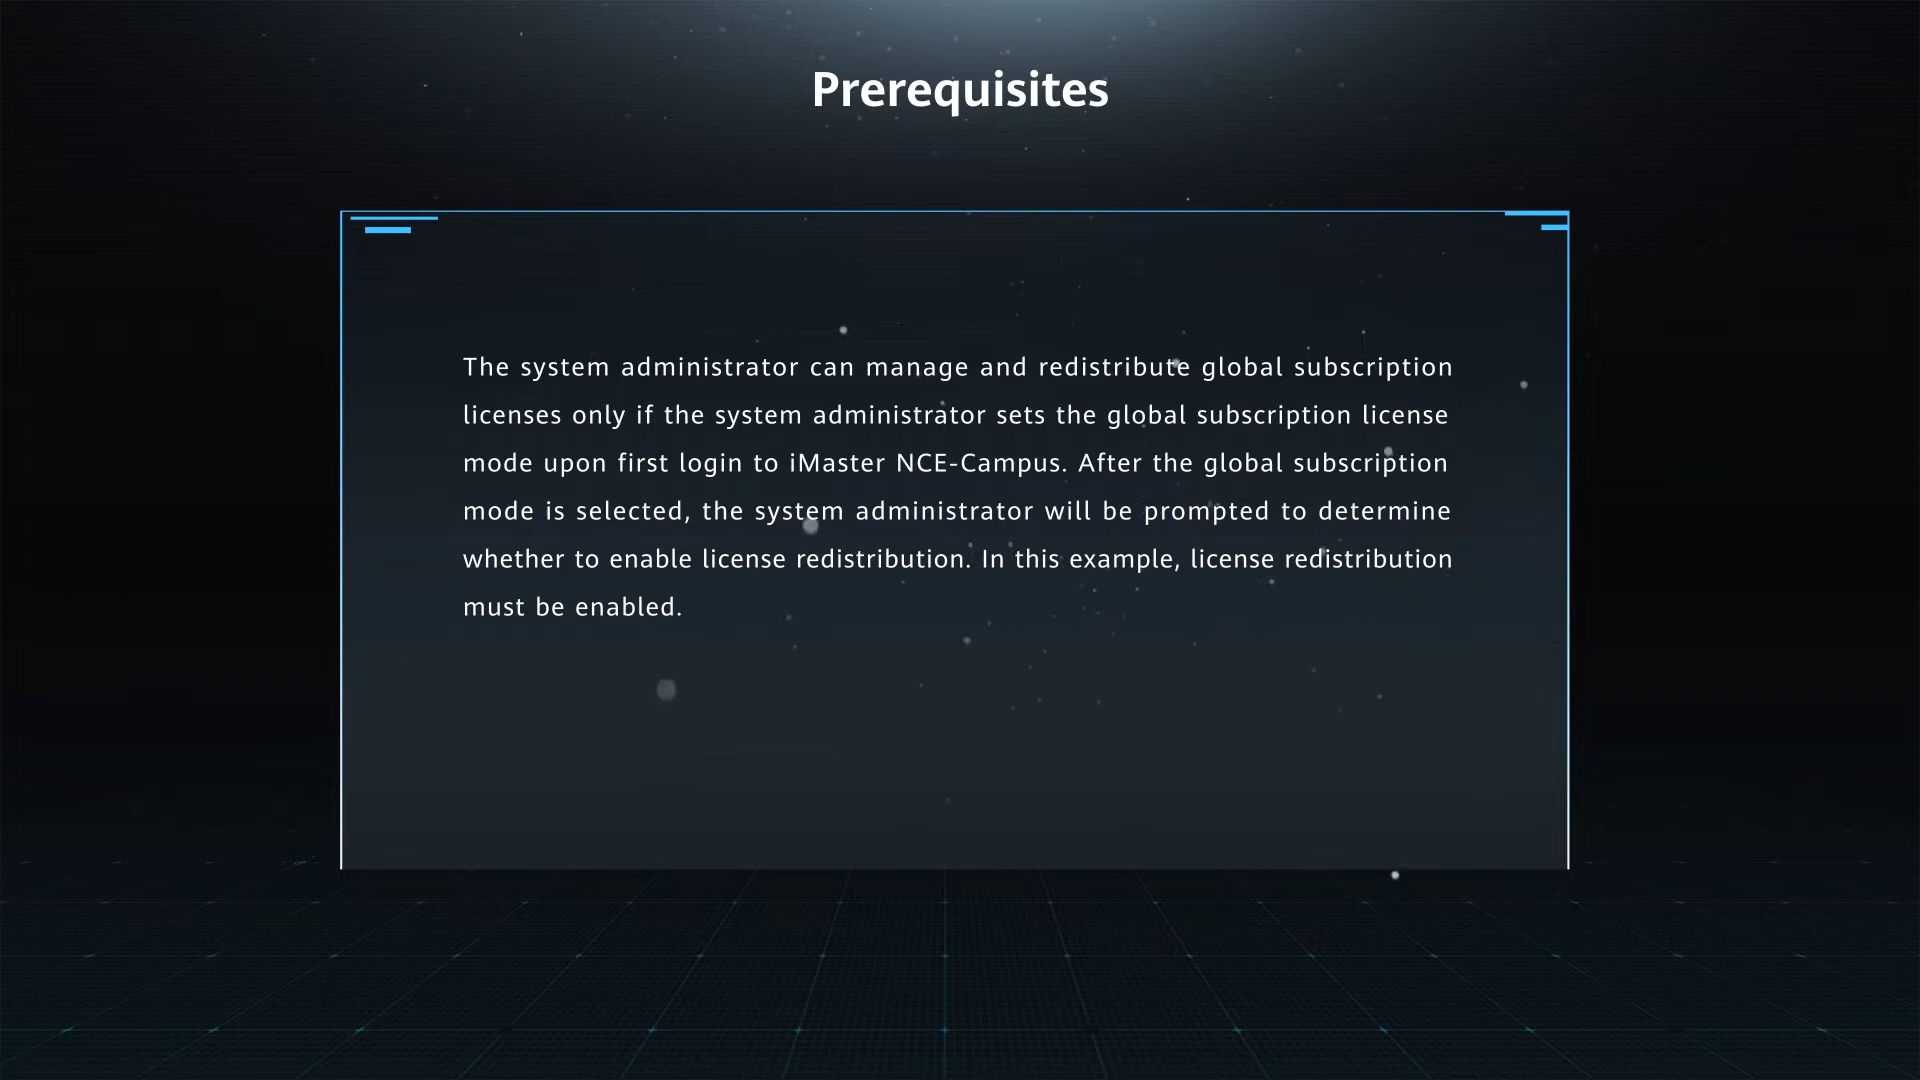 Prerequisites
The system administrator can manage and redistribute global subscription
licenses only if the system administrator sets the global subscription license
mode upon first login to iMaster NCE-Campus. After the global subscription
mode is selected, the system administrator will be prompted to determine
whether to enable license redistribution. In this example, license redistribution
must be enabled.